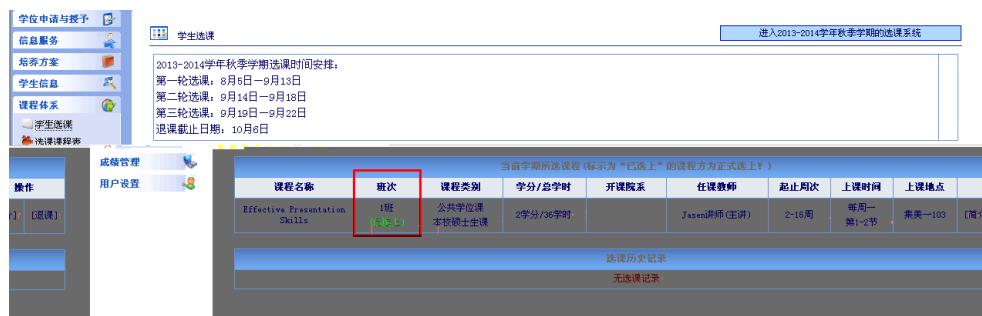 学位申请与授予
信息服务
培养方案
学生信息
课程体系
学生选课
选课课程表
学生选课
进入2013-2014学年秋季学期的选课系统
2013-2014学年秋季学期选课时间安排:
第一轮选课: 8月5日—9月13日
第二轮选课: 9月14日—9月18日
第三轮选课: 9月19日—9月22日
退课截止日期: 10月6日
操作
[退课]
成绩管理
用户设置
当前学期所选课程(标示为“已选上”的课程方为正式选上!)
课程名称 班次 课程类别 学分/总学时 开课院系 任课教师 起止周次 上课时间 上课地点
Effective Presentation Skills 1班 公共学位课 本校硕士生课 2学分/36学时 Jasen讲师(主讲) 2-16周 每周一 第1-2节 集美一103
选课历史记录
无选课记录